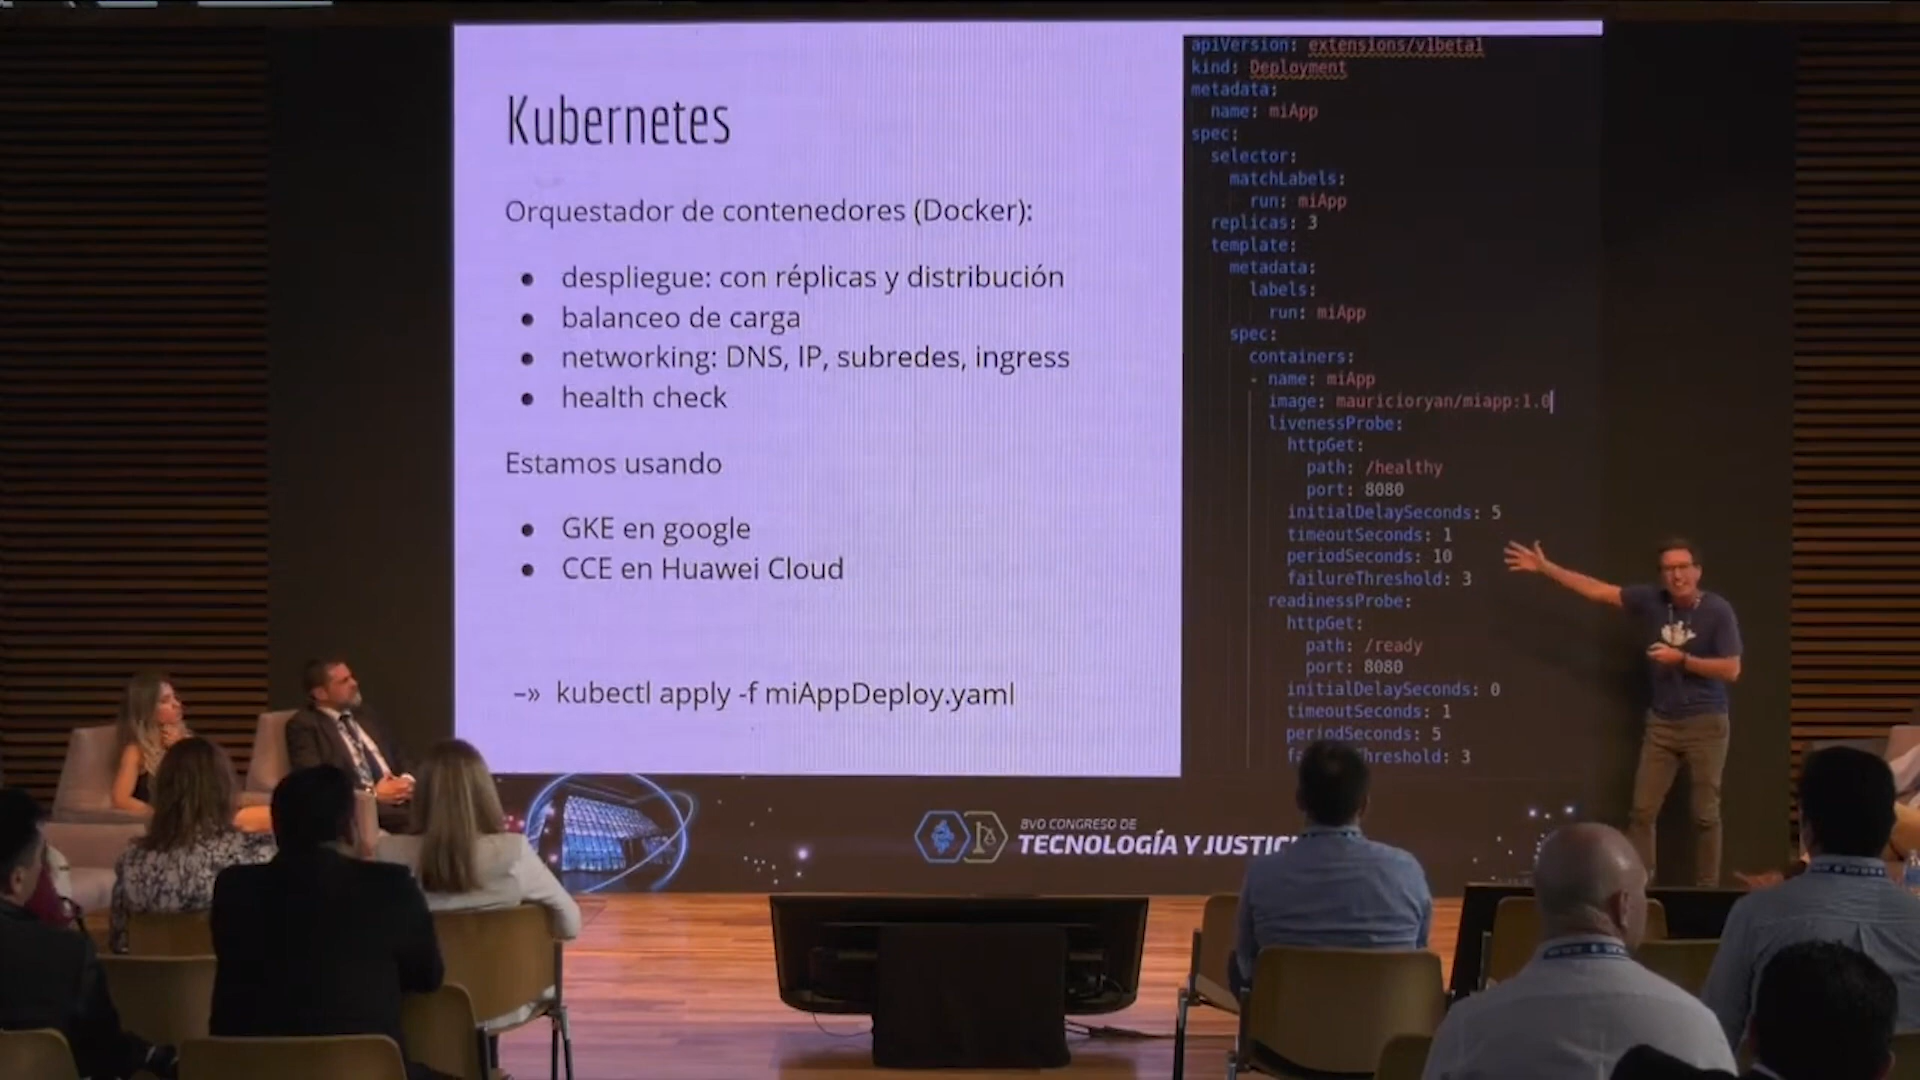 Kubernetes
Orquestador de contenedores (Docker):
● despliegue: con réplicas y distribución
● balanceo de carga
● networking: DNS, IP, subredes, ingress
● health check
Estamos usando
● GKE en google
● CCE en Huawei Cloud
–» kubectl apply -f miAppDeploy.yaml
apiVersion: extensions/v1beta1
kind: Deployment
metadata:
name: miApp
spec:
selector:
matchLabels:
run: miApp
replicas: 3
template:
metadata:
labels:
run: miApp
spec:
containers:
- name: miApp
image: mauricioryan/miapp:1.0
livenessProbe:
httpGet:
path: /healthy
port: 8080
initialDelaySeconds: 5
timeoutSeconds: 1
periodSeconds: 10
failureThreshold: 3
readinessProbe:
httpGet:
path: /ready
port: 8080
initialDelaySeconds: 0
timeoutSeconds: 1
periodSeconds: 5
hreshold: 3
8VO CONGRESO DE
TECNOLOGÍA Y JUSTIC